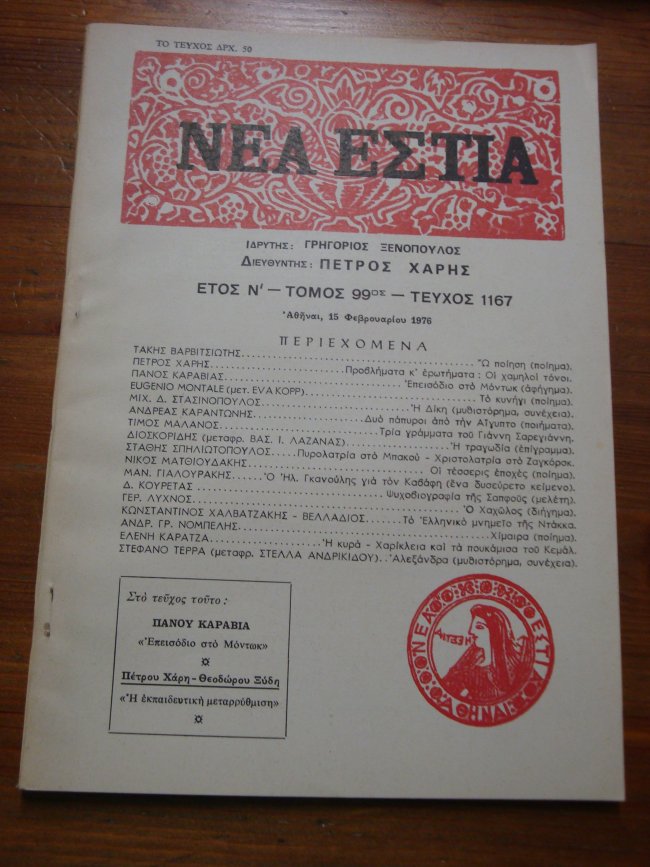 ΤΟ ΤΕΥΧΟΣ ΔΡΧ. 50
ΝΕΑ ΕΣΤΙΑ
ΙΔΡΥΤΗΣ: ΓΡΗΓΟΡΙΟΣ ΞΕΝΟΠΟΥΛΟΣ
ΔΙΕΥΘΥΝΤΗΣ: ΠΕΤΡΟΣ ΧΑΡΗΣ
ΕΤΟΣ Ν' — ΤΟΜΟΣ 99ΟΣ — ΤΕΥΧΟΣ 1167
Ἀθῆναι, 15 Φεβρουαρίου 1976
ΠΕΡΙΕΧΟΜΕΝΑ
ΤΑΚΗΣ ΒΑΡΒΙΤΣΙΩΤΗΣ........Ὢ ποίηση (ποίημα).
ΠΕΤΡΟΣ ΧΑΡΗΣ........Προβλήματα κ' ἐρωτήματα: Οἱ χαμηλοὶ τόνοι.
ΠΑΝΟΣ ΚΑΡΑΒΙΑΣ........Ἐπεισόδιο στὸ Μόντωκ (ἀφήγημα).
EUGENIO MONTALE (μετ. EVA ΚΟΡΡ)........Τὸ κυνήγι (ποίημα).
ΜΙΧ. Δ. ΣΤΑΣΙΝΟΠΟΥΛΟΣ........Ἡ Δίκη (μυθιστόρημα, συνέχεια).
ΑΝΔΡΕΑΣ ΚΑΡΑΝΤΩΝΗΣ........Δυὸ πάπυροι ἀπὸ τὴν Αἴγυπτο (ποιήματα).
ΤΙΜΟΣ ΜΑΛΑΝΟΣ........Τρία γράμματα τοῦ Γιάννη Σαρεγιάννη.
ΔΙΟΣΚΟΡΙΔΗΣ (μεταφρ. ΒΑΣ. Ι. ΛΑΖΑΝΑΣ)........Ἡ τραγωδία (ἐπίγραμμα).
ΣΤΑΘΗΣ ΣΠΗΛΙΩΤΟΠΟΥΛΟΣ........Πυρολατρία στὸ Μπακοὺ - Χριστολατρία στὸ Ζαγκόρσκ.
ΝΙΚΟΣ ΜΑΤΘΙΟΥΔΑΚΗΣ........Οἱ τέσσερις ἐποχὲς (ποίημα).
ΜΑΝ. ΓΙΑΛΟΥΡΑΚΗΣ........Ὁ Ἠλ. Γκανούλης γιὰ τὸν Καβάφη (ἕνα δυσεύρετο κείμενο).
Δ. ΚΟΥΡΕΤΑΣ........Ψυχοβιογραφία τῆς Σαπφοῦς (μελέτη).
ΓΕΡ. ΛΥΧΝΟΣ........Ὁ Χαχῶλος (διήγημα).
ΚΩΝΣΤΑΝΤΙΝΟΣ ΧΑΛΒΑΤΖΑΚΗΣ - ΒΕΛΛΑΔΙΟΣ........Τὸ Ἑλληνικὸ μνημεῖο τῆς Ντάκκα.
ΑΝΔΡ. ΓΡ. ΝΟΜΠΕΛΗΣ........Χίμαιρα (ποίημα).
ΕΛΕΝΗ ΚΑΡΑΤΖΑ........Ἡ κυρὰ - Χαρίκλεια καὶ τὰ πουκάμισα τοῦ Κεμάλ.
ΣΤΕΦΑΝΟ ΤΕΡΡΑ (μεταφρ. ΣΤΕΛΛΑ ΑΝΔΡΙΚΙΔΟΥ)..Ἀλεξάνδρα (μυθιστόρημα, συνέχεια).
Στὸ τεῦχος τοῦτο:
ΠΑΝΟΥ ΚΑΡΑΒΙΑ
«Ἐπεισόδιο στὸ Μόντωκ»
Πέτρου Χάρη - Θεοδώρου Ξύδη
«Ἡ ἐκπαιδευτικὴ μεταρρύθμιση»
ΝΕΑ
ΕΣΤΙΑ
ΑΘΗΝΑΙ